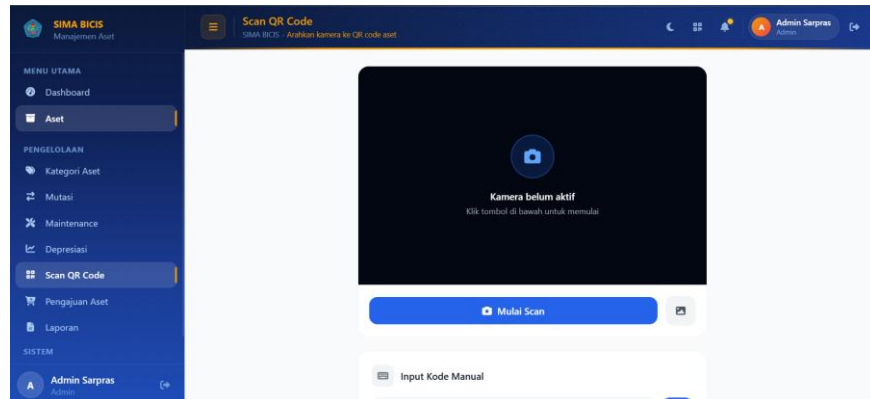 SIMA BICIS
Manajemen Aset
MENU UTAMA
Dashboard
Aset
PENGELOLAAN
Kategori Aset
Mutasi
Maintenance
Depresiasi
Scan QR Code
Pengajuan Aset
Laporan
SISTEM
A
Admin Sarpras
Admin
Scan QR Code
SIMA BICIS - Arahkan kamera ke QR code aset
A
Admin Sarpras
Admin
Kamera belum aktif
Klik tombol di bawah untuk memulai
Mulai Scan
Input Kode Manual